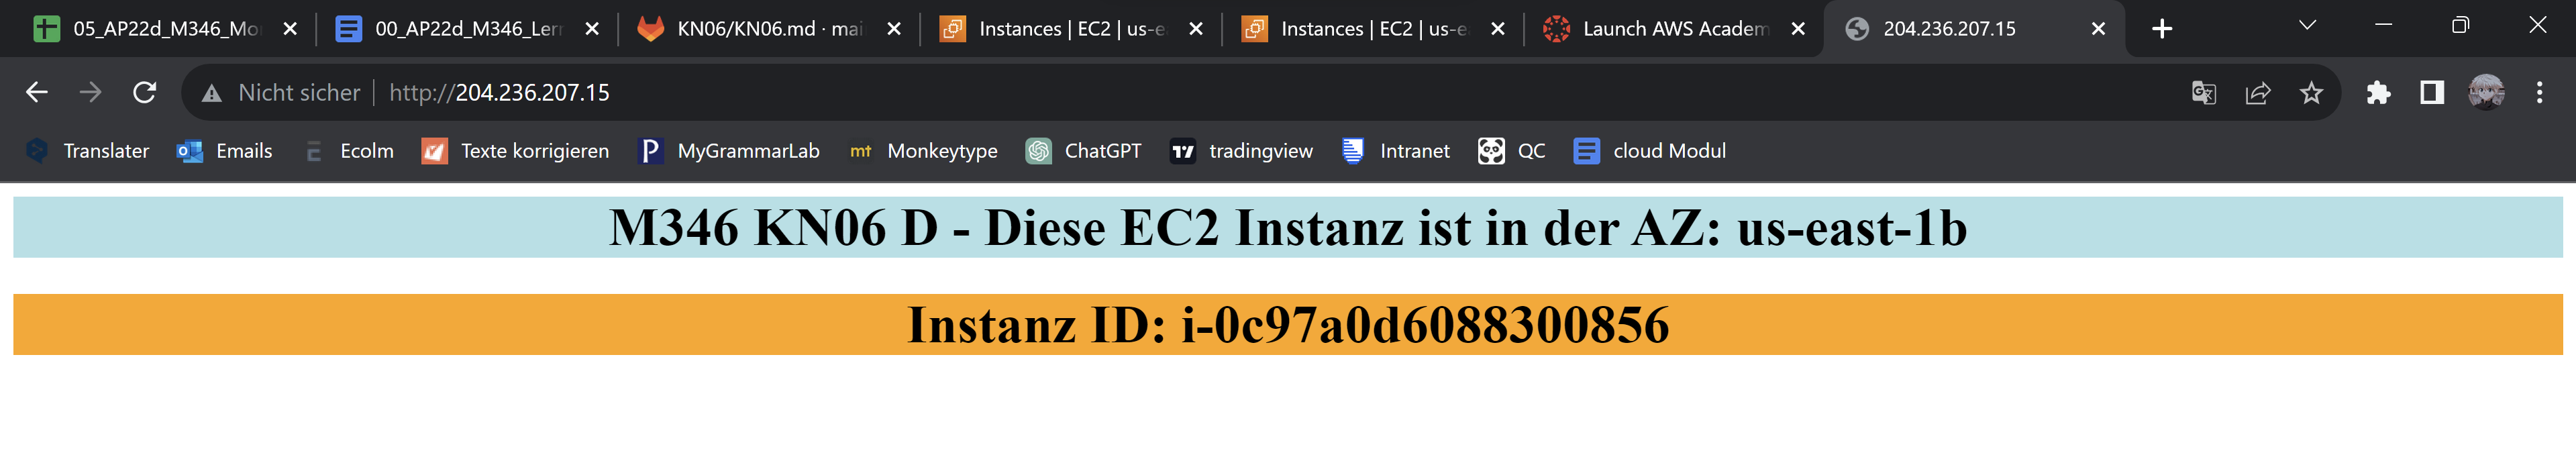 05_AP22d_M346_Mo
00_AP22d_M346_Ler
KN06/KN06.md · mai
Instances | EC2 | us-e
Instances | EC2 | us-e
Launch AWS Academ
204.236.207.15
Nicht sicher http://204.236.207.15
Translater Emails Ecolm Texte korrigieren MyGrammarLab Monkeytype ChatGPT tradingview Intranet QC cloud Modul
M346 KN06 D - Diese EC2 Instanz ist in der AZ: us-east-1b
Instanz ID: i-0c97a0d6088300856